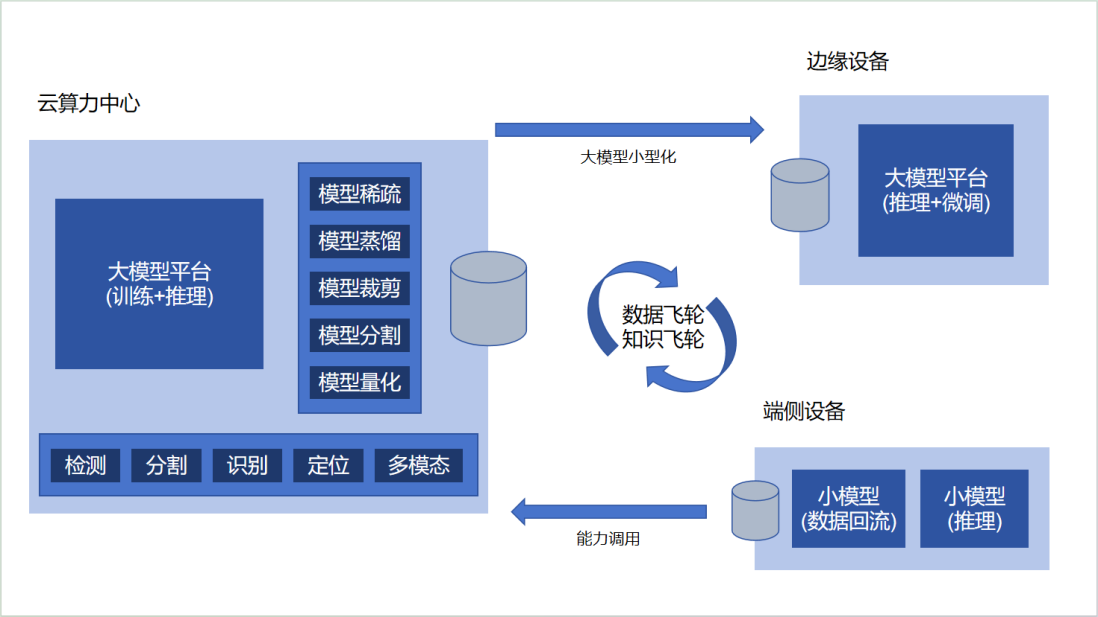 云算力中心
大模型平台
(训练+推理)
模型稀疏
模型蒸馏
模型裁剪
模型分割
模型量化
检测
分割
识别
定位
多模态
大模型小型化
边缘设备
大模型平台
(推理+微调)
数据飞轮
知识飞轮
端侧设备
小模型
(数据回流)
小模型
(推理)
能力调用